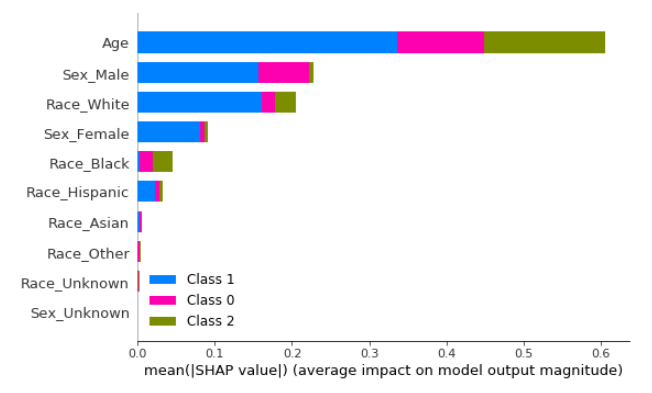 Age
Sex_Male
Race_White
Sex_Female
Race_Black
Race_Hispanic
Race_Asian
Race_Other
Race_Unknown
Sex_Unknown
Class 1
Class 0
Class 2
0.0 0.1 0.2 0.3 0.4 0.5 0.6
mean(|SHAP value|) (average impact on model output magnitude)